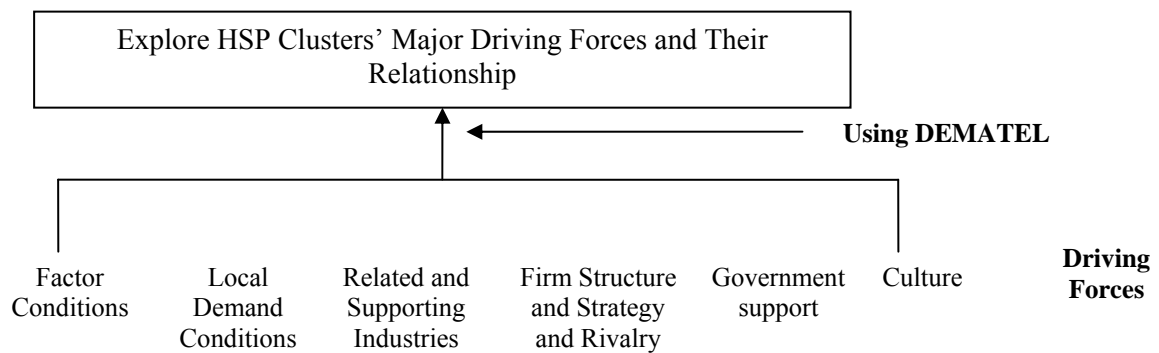 Explore HSP Clusters’ Major Driving Forces and Their
Relationship
Using DEMATEL
Factor
Conditions
Local
Demand
Conditions
Related and
Supporting
Industries
Firm Structure
and Strategy
and Rivalry
Government
support
Culture
Driving
Forces